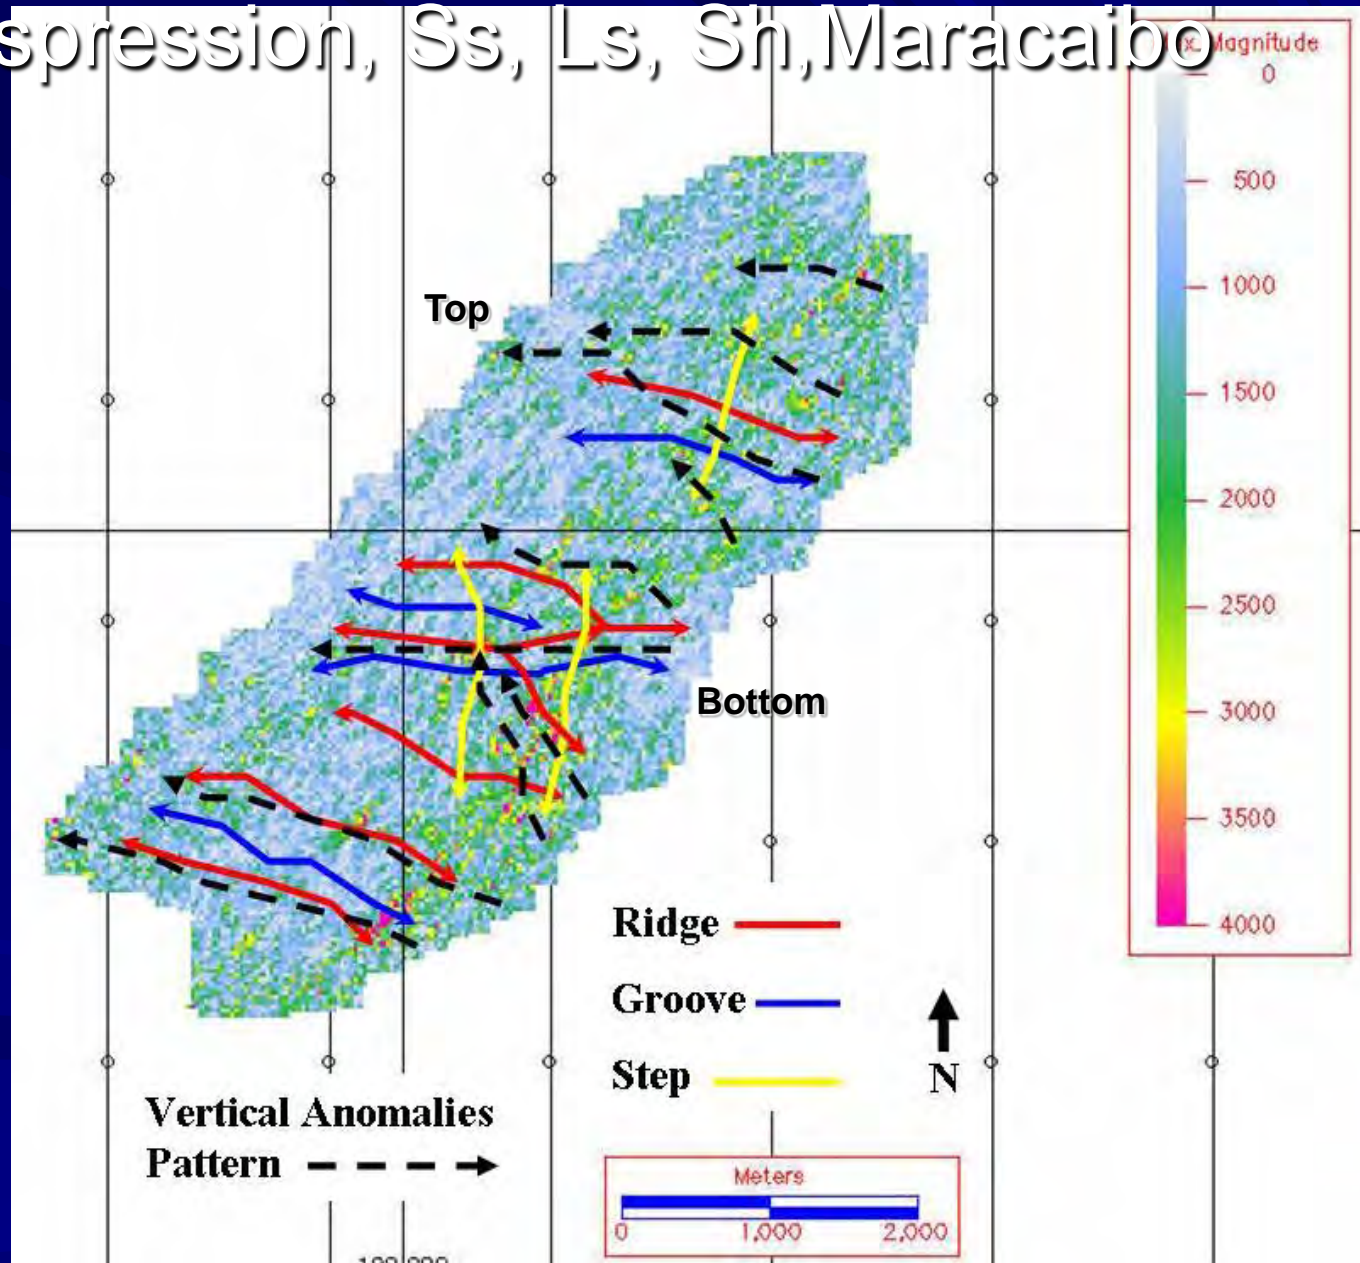 spression, Ss, Ls, Sh,Maracaibo
Magnitude
0
500
1000
1500
2000
2500
3000
3500
4000
Top
Bottom
Ridge
Groove
Step
N
Vertical Anomalies
Pattern
Meters
0 1,000 2,000